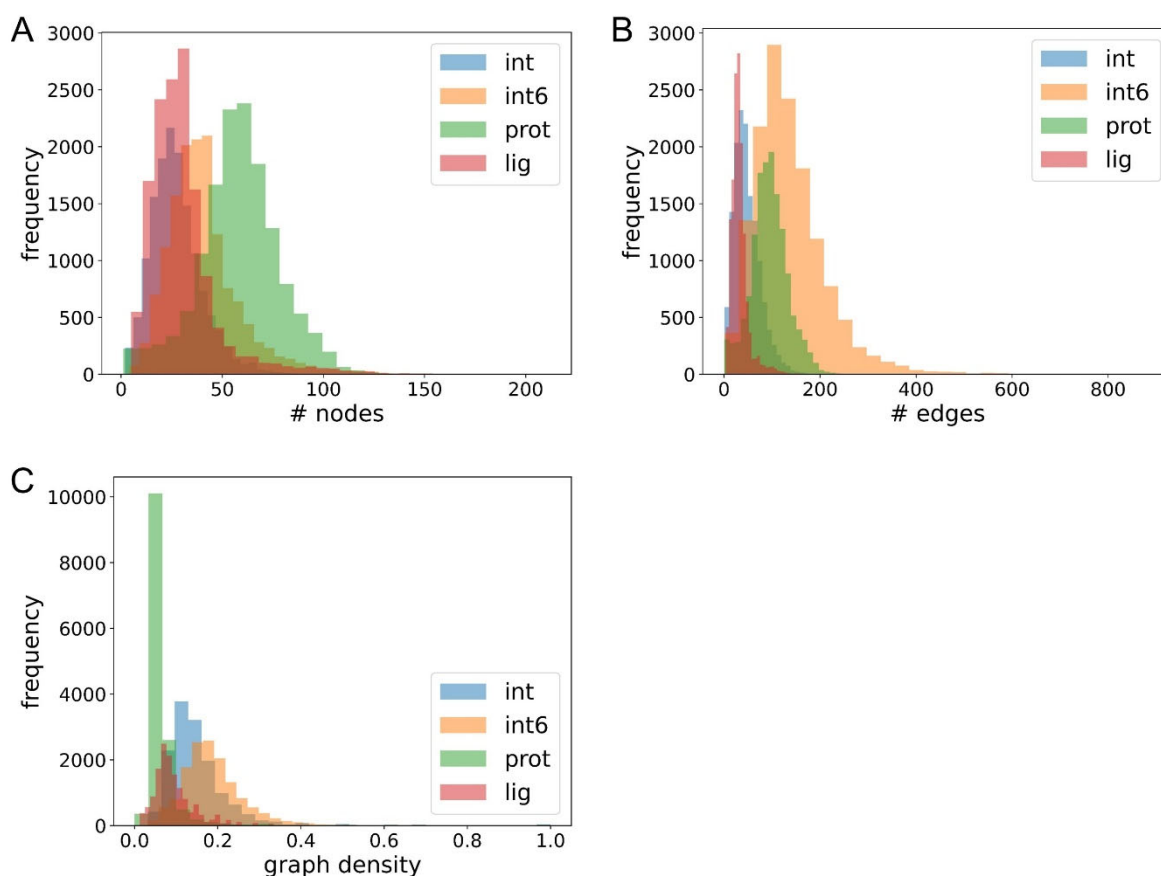 A
3000
2500
2000
1500
1000
500
0
frequency
0 50 100 150 200
# nodes
int
int6
prot
lig
B
3000
2500
2000
1500
1000
500
0
frequency
0 200 400 600 800
# edges
int
int6
prot
lig
C
10000
8000
6000
4000
2000
0
frequency
0.0 0.2 0.4 0.6 0.8 1.0
graph density
int
int6
prot
lig